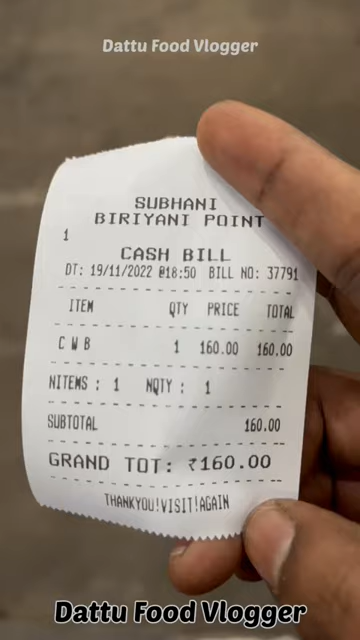 Dattu Food Vlogger
SUBHANI
BIRIYANI POINT
1
CASH BILL
DT: 19/11/2022 @18:50 BILL NO: 37791
ITEM QTY PRICE TOTAL
C W B 1 160.00 160.00
NITEMS : 1 NQTY : 1
SUBTOTAL 160.00
GRAND TOT: ₹160.00
THANKYOU!VISIT!AGAIN
Dattu Food Vlogger